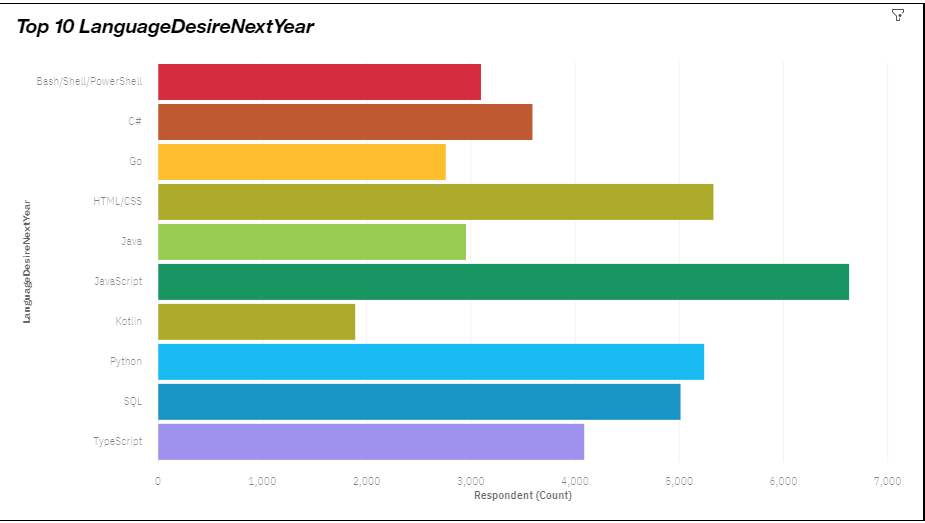 Top 10 LanguageDesireNextYear
LanguageDesireNextYear
Bash/Shell/PowerShell
C#
Go
HTML/CSS
Java
JavaScript
Kotlin
Python
SQL
TypeScript
0 1,000 2,000 3,000 4,000 5,000 6,000 7,000
Respondent (Count)